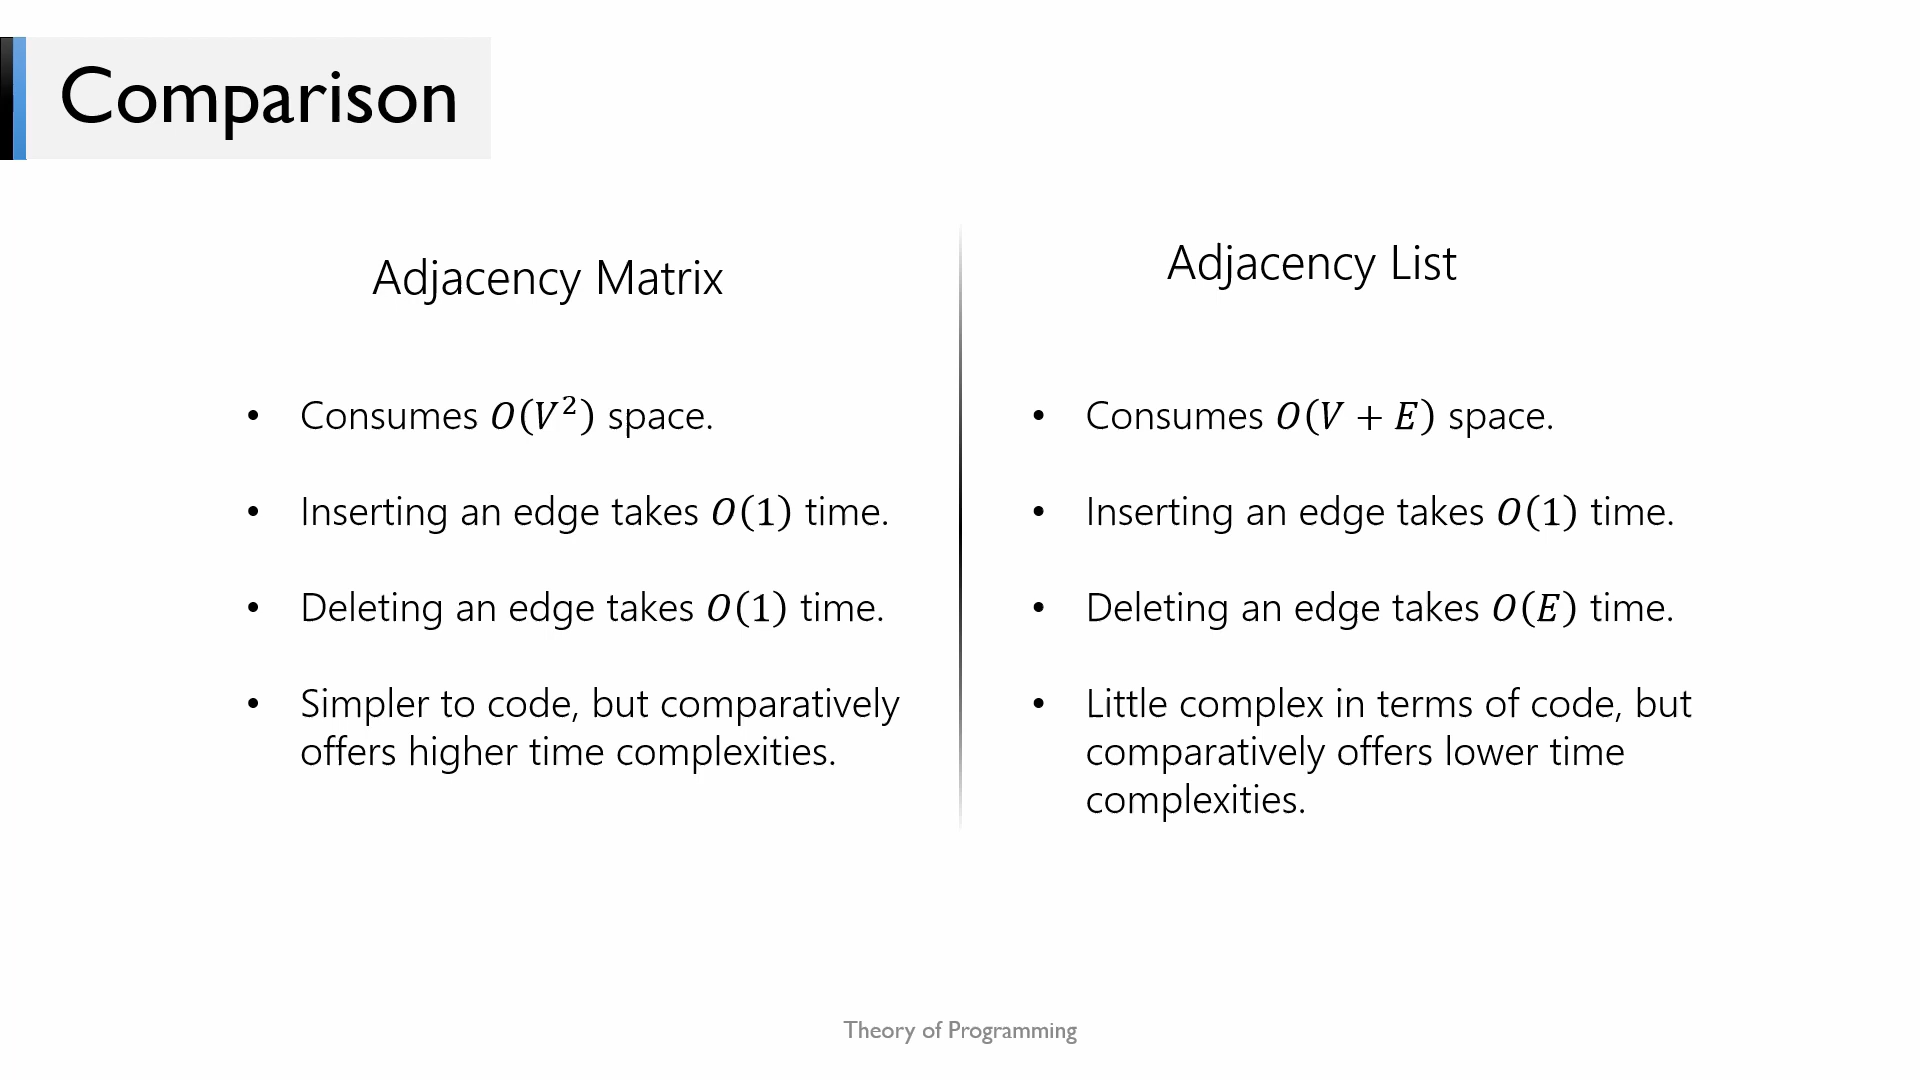 Comparison
Adjacency Matrix
• Consumes O(V²) space.
• Inserting an edge takes O(1) time.
• Deleting an edge takes O(1) time.
• Simpler to code, but comparatively
offers higher time complexities.
Adjacency List
• Consumes O(V + E) space.
• Inserting an edge takes O(1) time.
• Deleting an edge takes O(E) time.
• Little complex in terms of code, but
comparatively offers lower time
complexities.
Theory of Programming